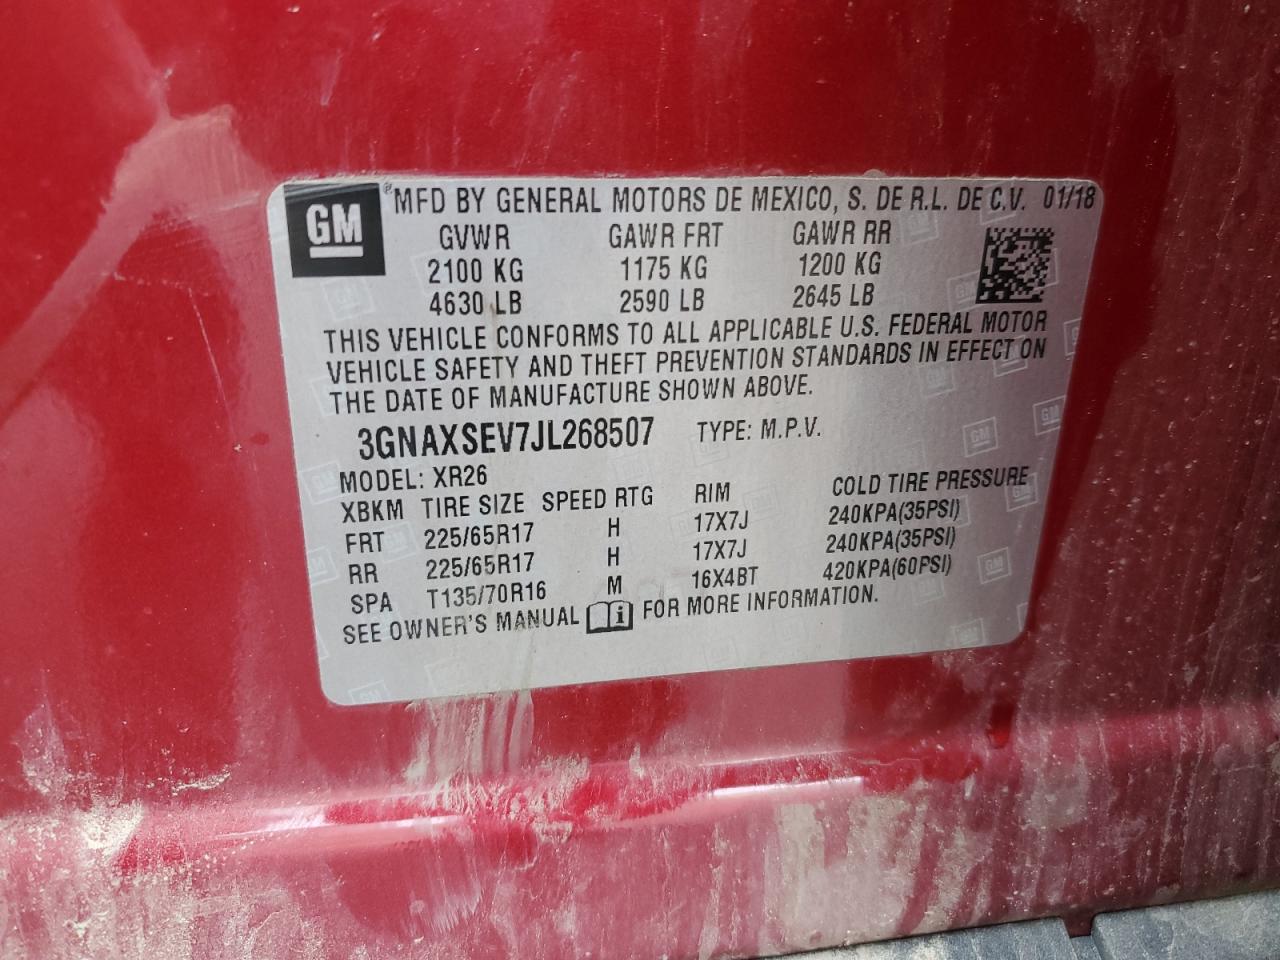 GM ®MFD BY GENERAL MOTORS DE MEXICO, S. DE R.L. DE C.V. 01/18
GVWR GAWR FRT GAWR RR
2100 KG 1175 KG 1200 KG
4630 LB 2590 LB 2645 LB
THIS VEHICLE CONFORMS TO ALL APPLICABLE U.S. FEDERAL MOTOR
VEHICLE SAFETY AND THEFT PREVENTION STANDARDS IN EFFECT ON
THE DATE OF MANUFACTURE SHOWN ABOVE.
3GNAXSEV7JL268507 TYPE: M.P.V.
MODEL: XR26
XBKM TIRE SIZE SPEED RTG RIM COLD TIRE PRESSURE
FRT 225/65R17 H 17X7J 240KPA(35PSI)
RR 225/65R17 H 17X7J 240KPA(35PSI)
SPA T135/70R16 M 16X4BT 420KPA(60PSI)
SEE OWNER'S MANUAL i FOR MORE INFORMATION.